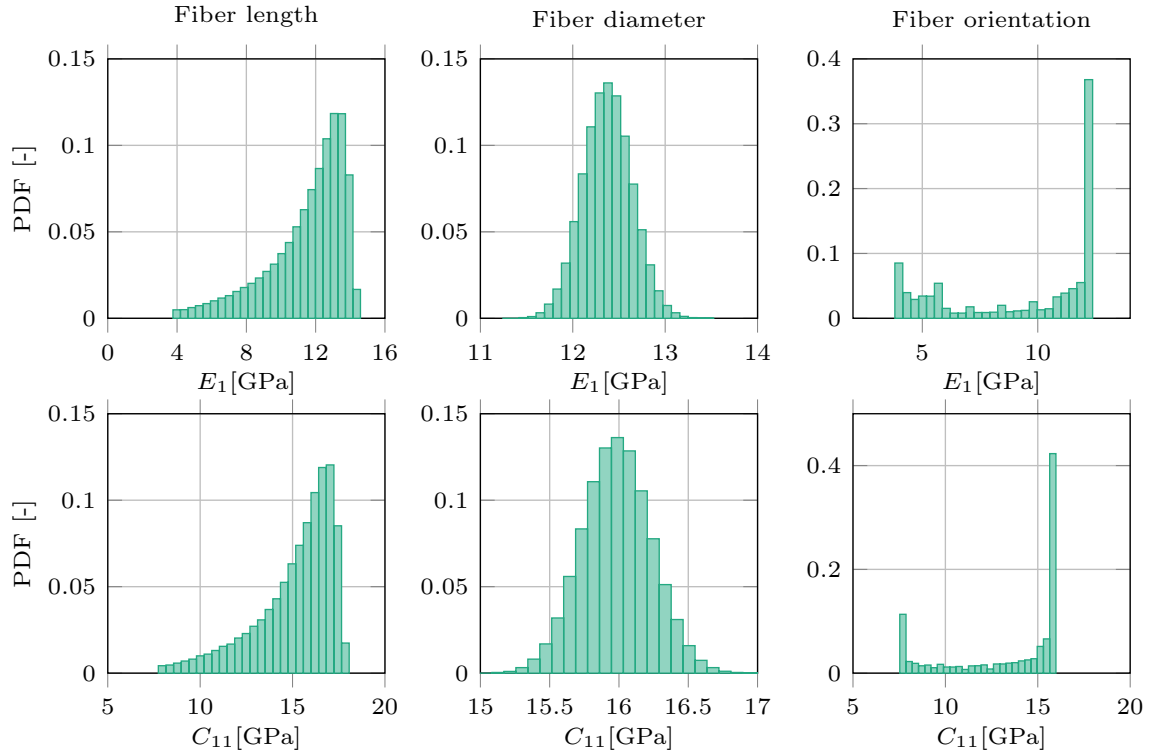 Fiber length Fiber diameter Fiber orientation
0.15 0.15 0.4
0.1 0.1 0.3
0.2
0.05 0.05 0.1
0 0 0
PDF [-]
0 4 8 12 16 11 12 13 14 5 10
E₁[GPa] E₁[GPa] E₁[GPa]
0.15 0.15
0.4
0.1 0.1
0.2
0.05 0.05
0 0 0
PDF [-]
5 10 15 20 15 15.5 16 16.5 17 5 10 15 20
C₁₁[GPa] C₁₁[GPa] C₁₁[GPa]